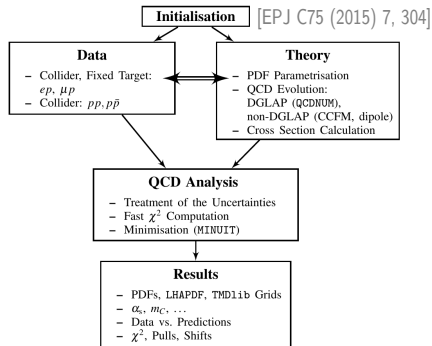 Initialisation
[EPJ C75 (2015) 7, 304]
Data
– Collider, Fixed Target:
ep, μp
– Collider: pp, pp̄
Theory
– PDF Parametrisation
– QCD Evolution:
DGLAP (QCDNUM),
non-DGLAP (CCFM, dipole)
– Cross Section Calculation
QCD Analysis
– Treatment of the Uncertainties
– Fast χ² Computation
– Minimisation (MINUIT)
Results
– PDFs, LHAPDF, TMDlib Grids
– αs, mC, ...
– Data vs. Predictions
– χ², Pulls, Shifts